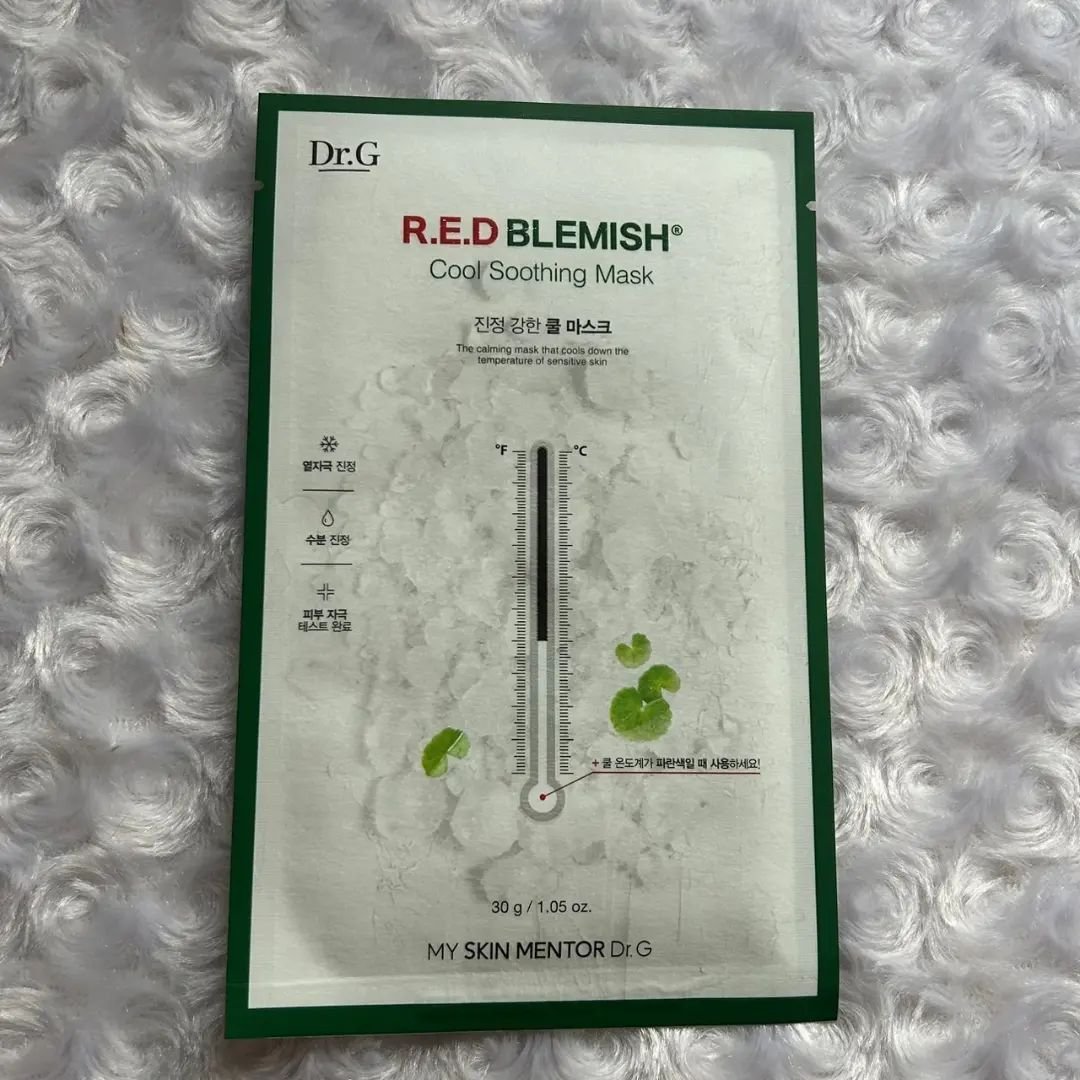 Dr.G
R.E.D BLEMISH®
Cool Soothing Mask
진정 강한 쿨 마스크
The calming mask that cools down the
temperature of sensitive skin
°F °C
열자극 진정
수분 진정
피부 자극
테스트 완료
+ 쿨 온도계가 파란색일 때 사용하세요!
30 g / 1.05 oz.
MY SKIN MENTOR Dr.G